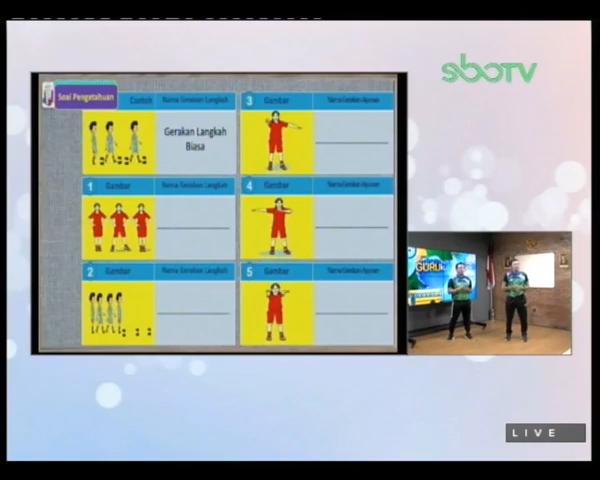 sboTV
Soal Pengetahuan
Contoh
Nama Gerakan Langkah
Gerakan Langkah
Biasa
3 Gambar Nama Gerakan Ayunan
1 Gambar Nama Gerakan Langkah
4 Gambar Nama Gerakan Ayunan
2 Gambar Nama Gerakan Langkah
5 Gambar Nama Gerakan Ayunan
GURUku
LIVE